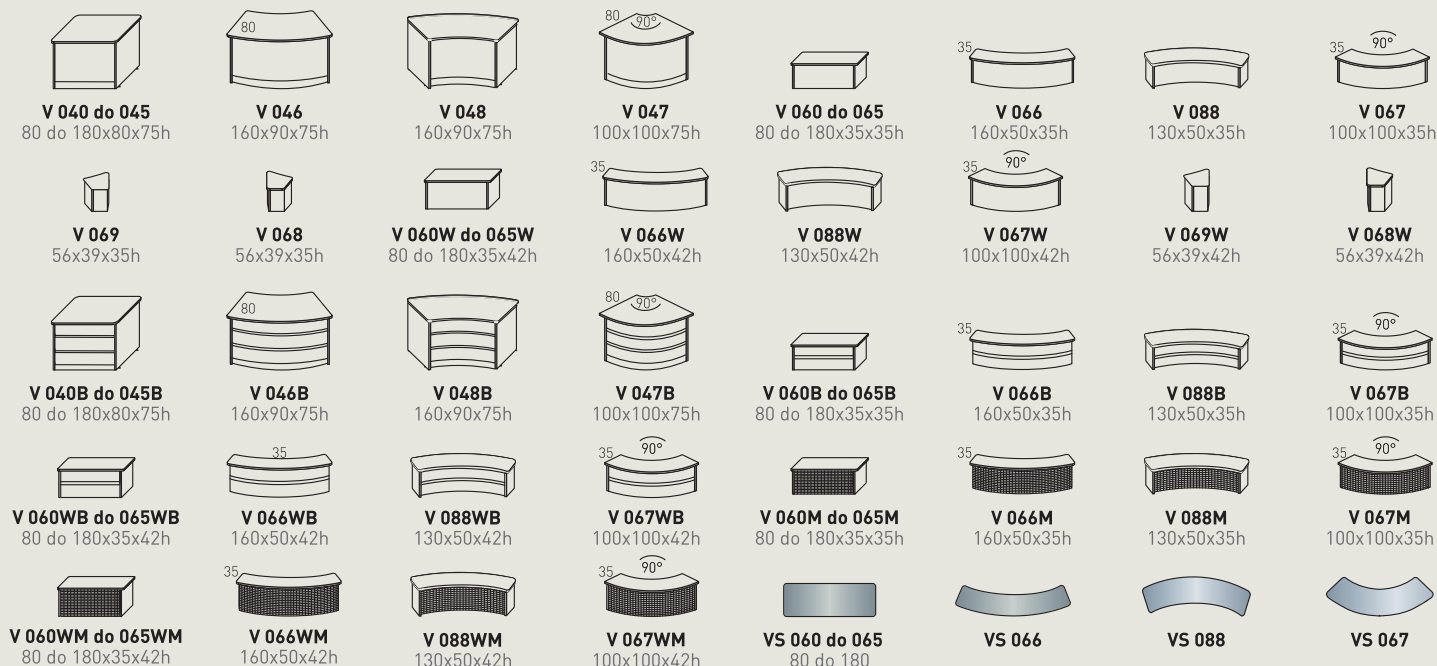 80
80
90°
35
35
35
90°
V 040 do 045
V 046
V 048
V 047
V 060 do 065
V 066
V 088
V 067
80 do 180x80x75h
160x90x75h
160x90x75h
100x100x75h
80 do 180x35x35h
160x50x35h
130x50x35h
100x100x35h
35
35
90°
V 069
V 068
V 060W do 065W
V 066W
V 088W
V 067W
V 069W
V 068W
56x39x35h
56x39x35h
80 do 180x35x42h
160x50x42h
130x50x42h
100x100x42h
56x39x42h
56x39x42h
80
80
90°
35
35
90°
V 040B do 045B
V 046B
V 048B
V 047B
V 060B do 065B
V 066B
V 088B
V 067B
80 do 180x80x75h
160x90x75h
160x90x75h
100x100x75h
80 do 180x35x35h
160x50x35h
130x50x35h
100x100x35h
35
35
90°
35
35
90°
V 060WB do 065WB
V 066WB
V 088WB
V 067WB
V 060M do 065M
V 066M
V 088M
V 067M
80 do 180x35x42h
160x50x42h
130x50x42h
100x100x42h
80 do 180x35x35h
160x50x35h
130x50x35h
100x100x35h
35
35
90°
V 060WM do 065WM
V 066WM
V 088WM
V 067WM
VS 060 do 065
VS 066
VS 088
VS 067
80 do 180x35x42h
160x50x42h
130x50x42h
100x100x42h
80 do 180